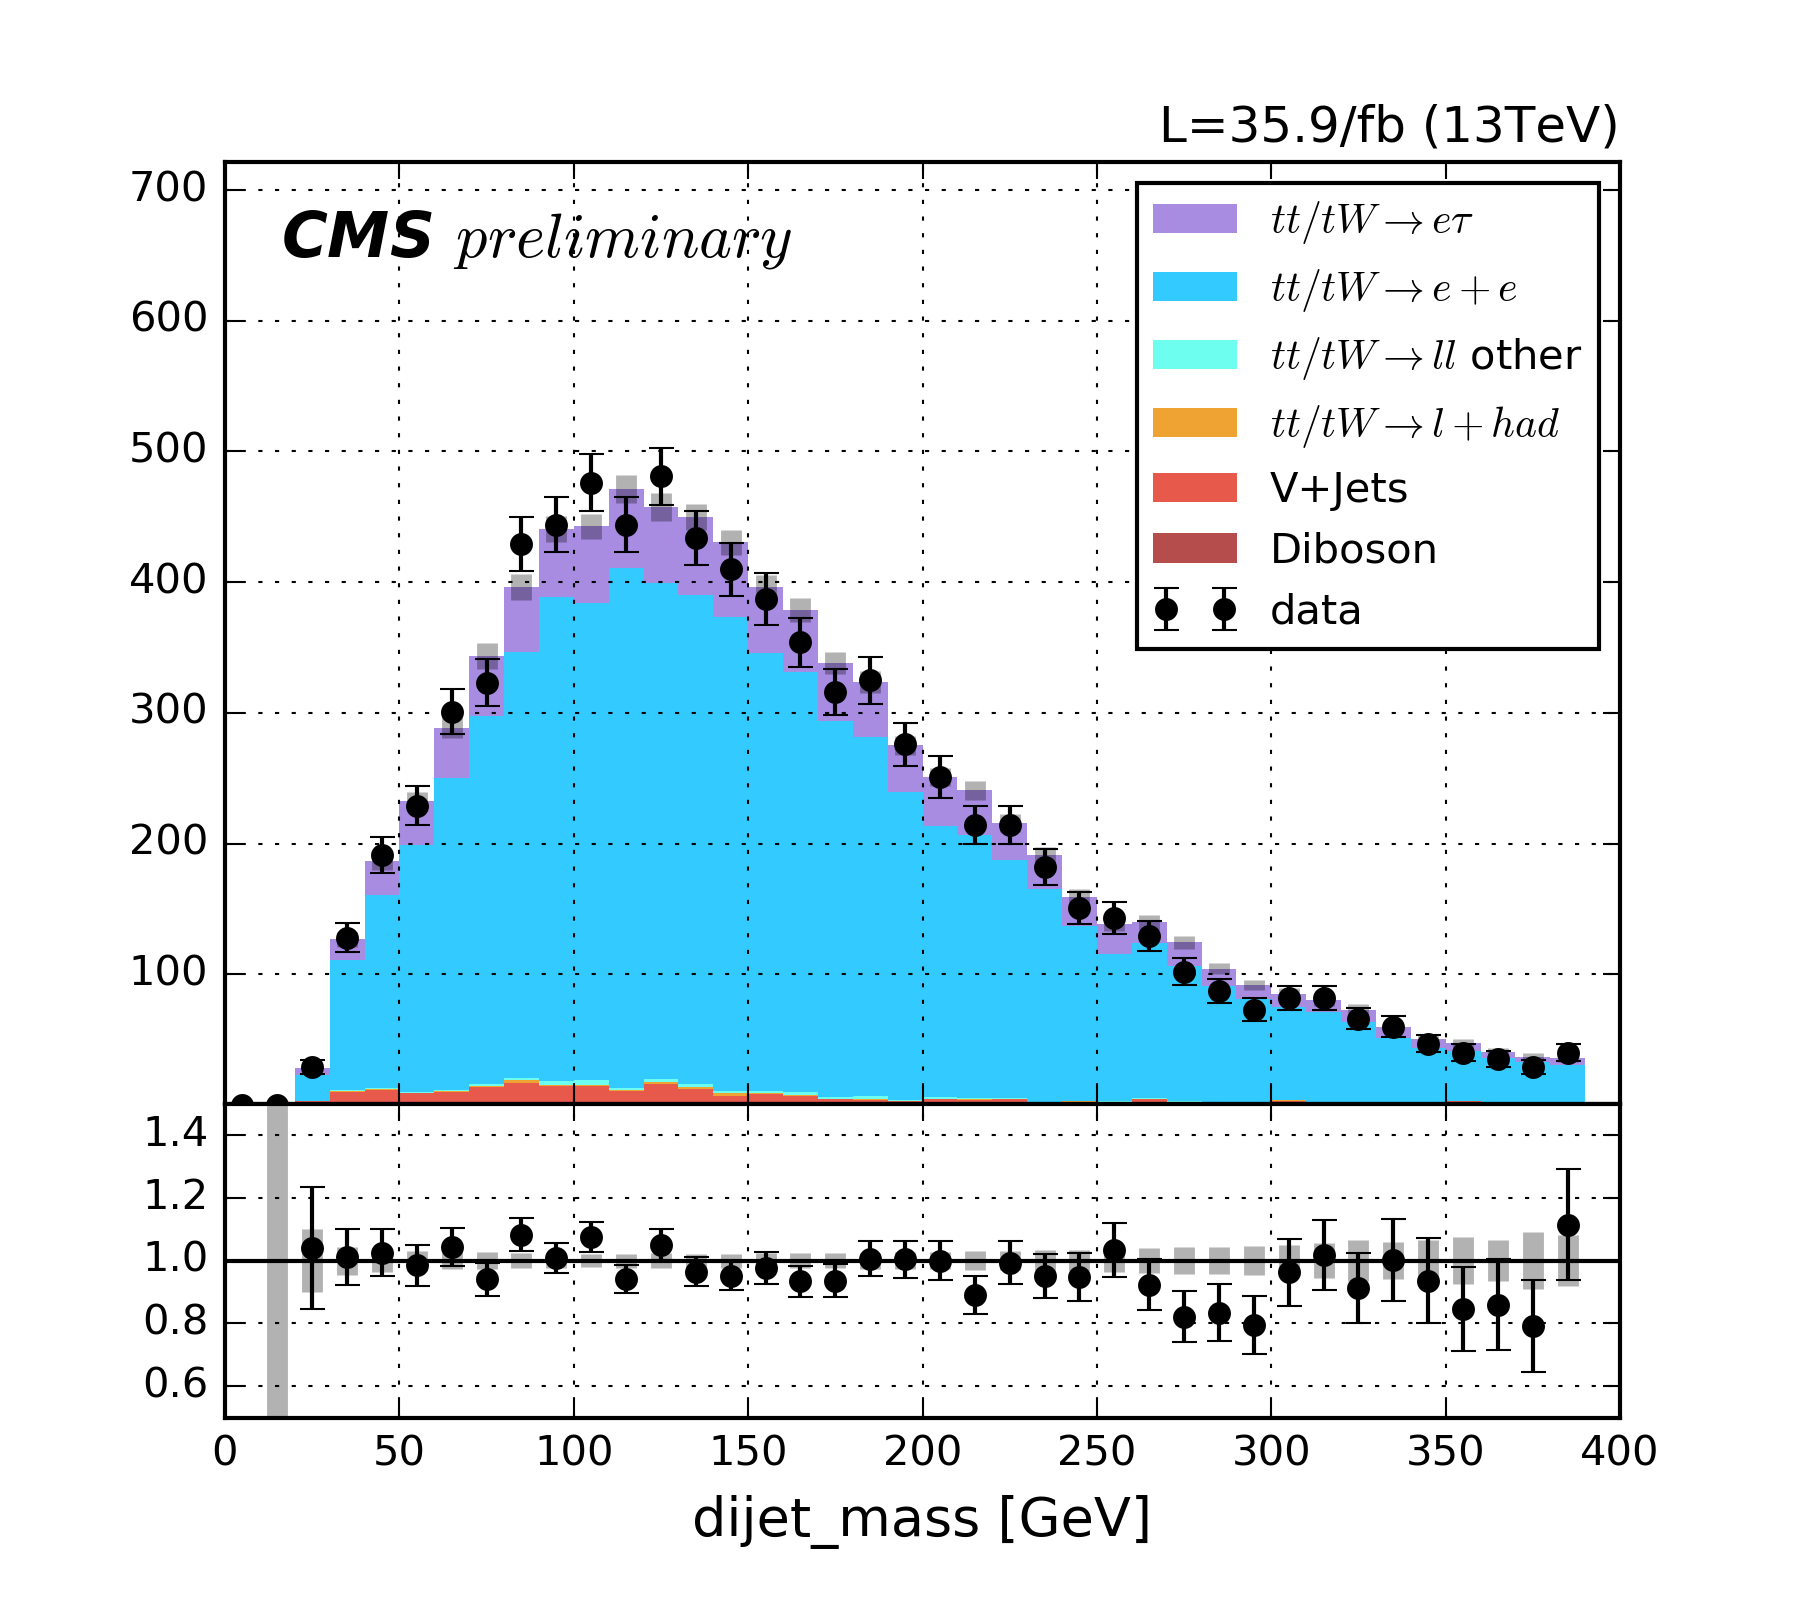 L=35.9/fb (13TeV)
CMS preliminary
700
600
500
400
300
200
100
tt/tW → eτ
tt/tW → e + e
tt/tW → ll other
tt/tW → l + had
V+Jets
Diboson
data
1.4
1.2
1.0
0.8
0.6
0 50 100 150 200 250 300 350 400
dijet_mass [GeV]